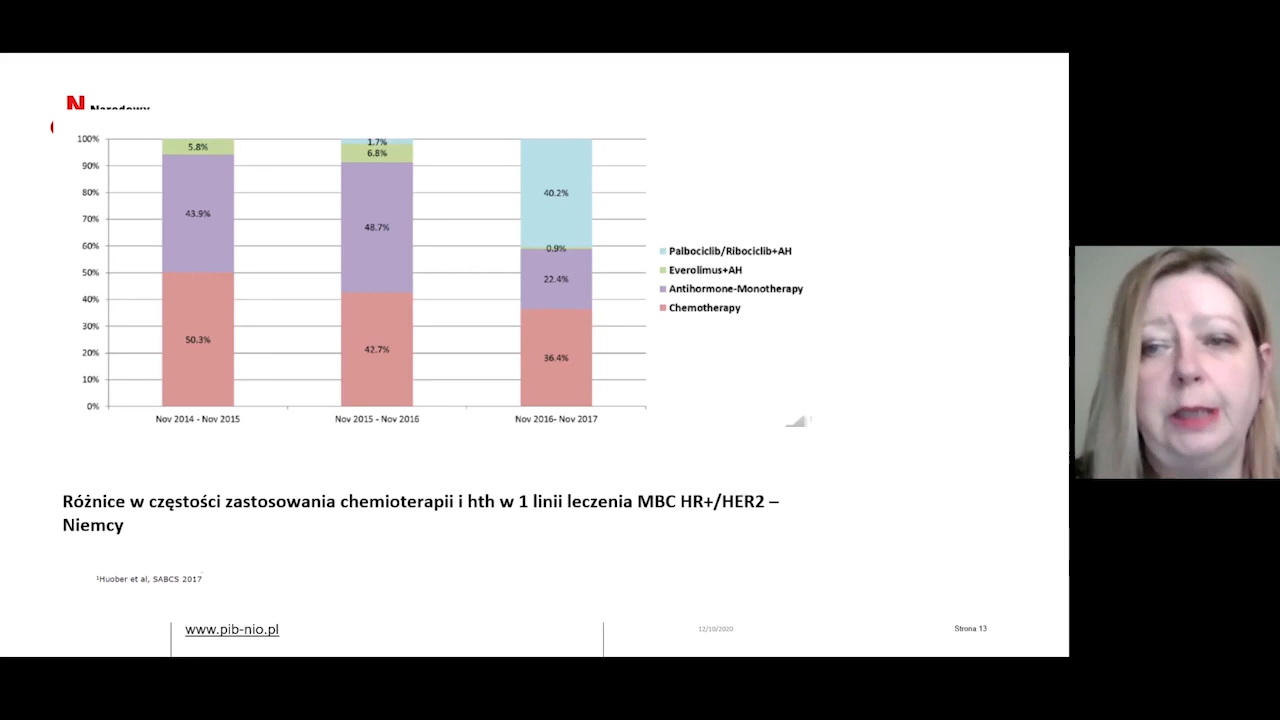 N Narodowy
100%
90%
80%
70%
60%
50%
40%
30%
20%
10%
0%
5.8%
43.9%
50.3%
1.7%
6.8%
48.7%
42.7%
40.2%
0.9%
22.4%
36.4%
Nov 2014 - Nov 2015
Nov 2015 - Nov 2016
Nov 2016- Nov 2017
Palbociclib/Ribociclib+AH
Everolimus+AH
Antihormone-Monotherapy
Chemotherapy
Różnice w częstości zastosowania chemioterapii i hth w 1 linii leczenia MBC HR+/HER2 –
Niemcy
¹Huober et al, SABCS 2017
www.pib-nio.pl
12/10/2020
Strona 13